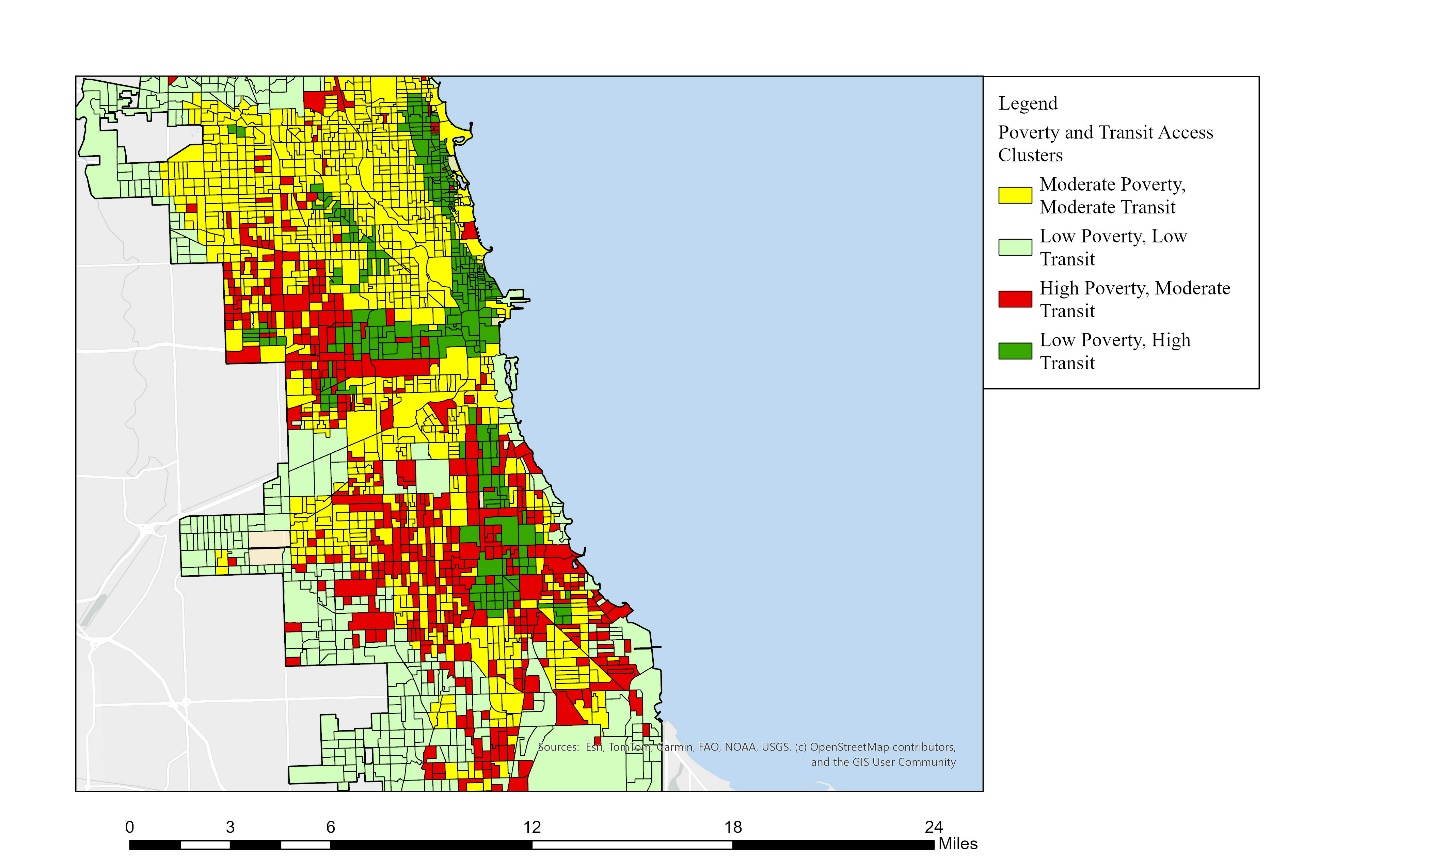 Legend
Poverty and Transit Access
Clusters
Moderate Poverty,
Moderate Transit
Low Poverty, Low
Transit
High Poverty, Moderate
Transit
Low Poverty, High
Transit
Sources: Esri, TomTom, Garmin, FAO, NOAA, USGS, (c) OpenStreetMap contributors,
and the GIS User Community
0 3 6 12 18 24
Miles